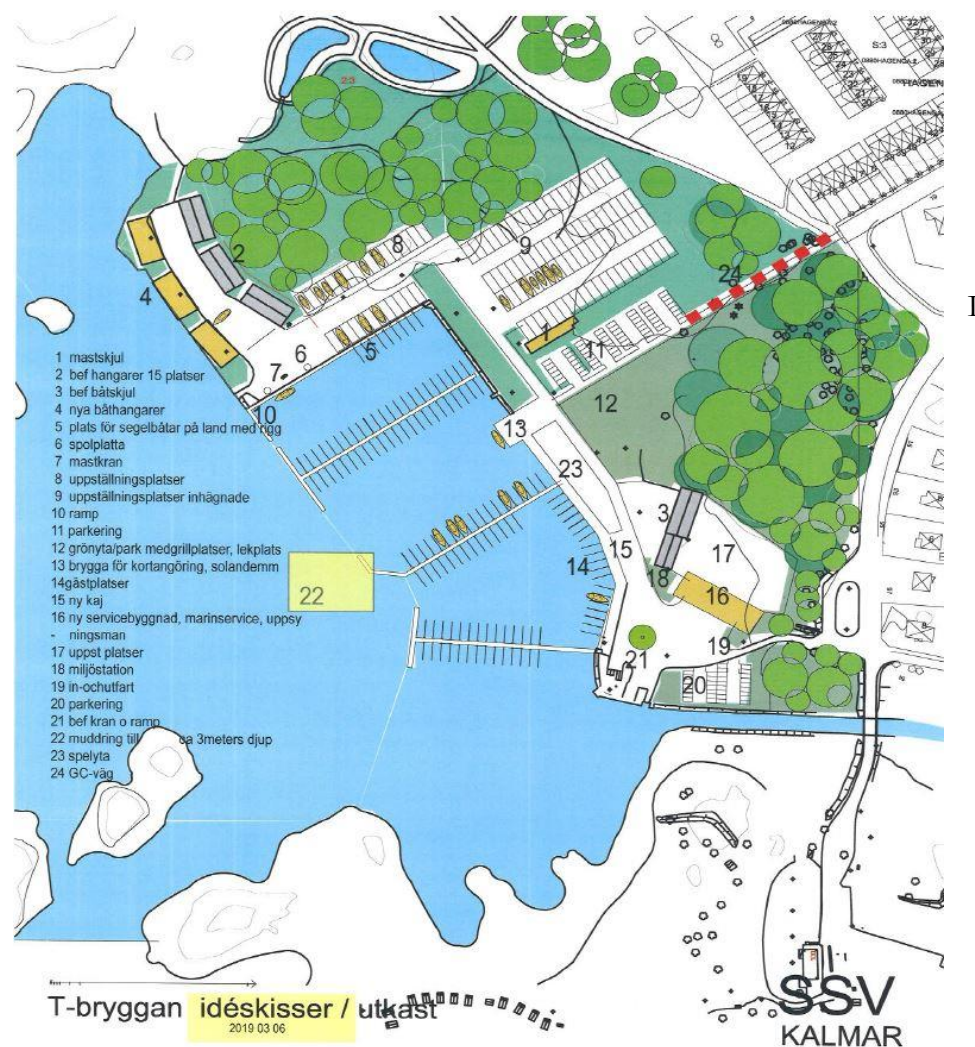 23
S:3
HAGEN
24
2
8
9
4
1
11
5
6
7
10
12
13
23
3
15
17
14
18
16
19
21
20
22
1 mastskjul
2 bef hangarer 15 platser
3 bef båtskjul
4 nya båthangarer
5 plats för segelbåtar på land med rigg
6 spolplatta
7 mastkran
8 uppställningsplatser
9 uppställningsplatser inhägnade
10 ramp
11 parkering
12 grönyta/park medgrillplatser, lekplats
13 brygga för kortangöring, solandemm
14gästplatser
15 ny kaj
16 ny servicebyggnad, marinservice, uppsy
- ningsman
17 uppst platser
18 miljöstation
19 in-ochutfart
20 parkering
21 bef kran o ramp
22 muddring till ca 3meters djup
23 spelyta
24 GC-väg
T-bryggan idéskisser / utkast
2019 03 06
SSV
KALMAR